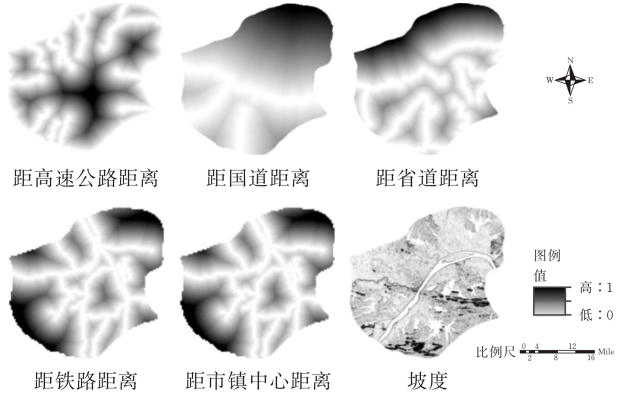 N
W E
S
距高速公路距离 距国道距离 距省道距离
图例
值
高：1
低：0
比例尺 0 4 12 Mile
2 8 16
距铁路距离 距市镇中心距离 坡度